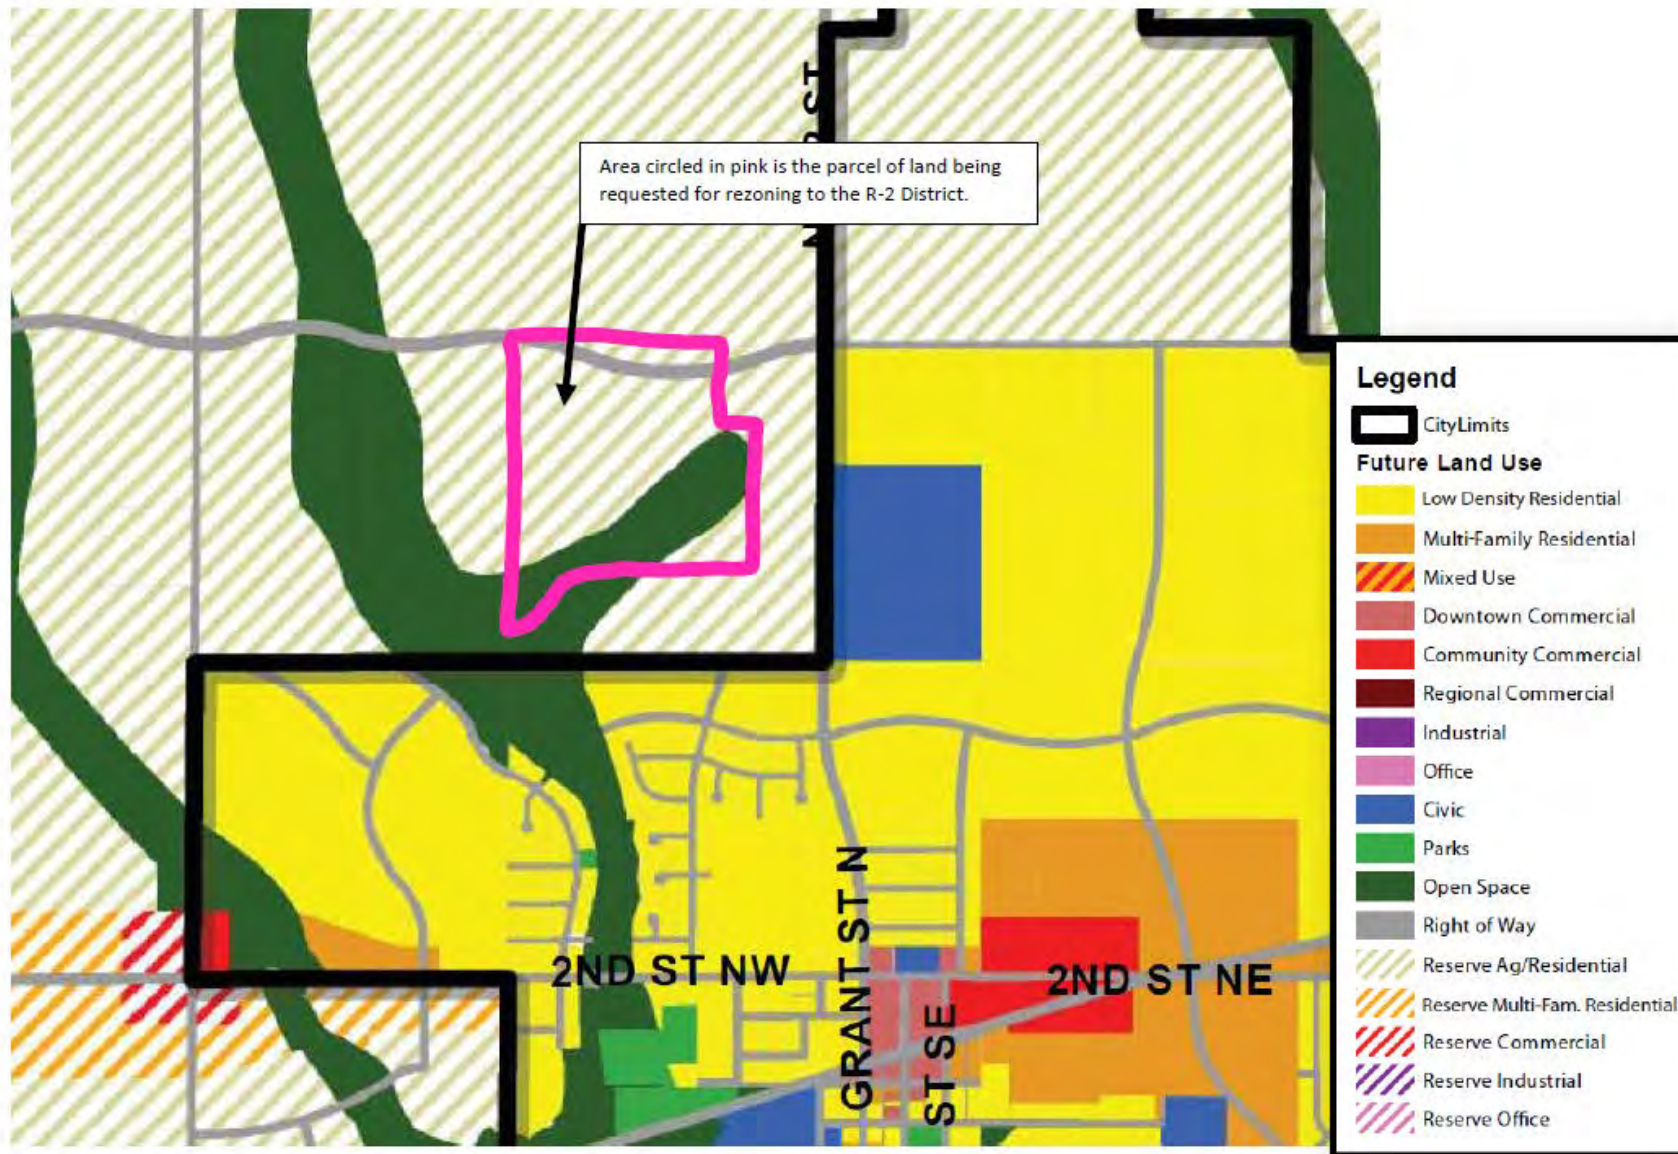 Area circled in pink is the parcel of land being
requested for rezoning to the R-2 District.
2ND ST NW
GRANT ST N
2ND ST NE
ST SE
Legend
CityLimits
Future Land Use
Low Density Residential
Multi-Family Residential
Mixed Use
Downtown Commercial
Community Commercial
Regional Commercial
Industrial
Office
Civic
Parks
Open Space
Right of Way
Reserve Ag/Residential
Reserve Multi-Fam. Residential
Reserve Commercial
Reserve Industrial
Reserve Office